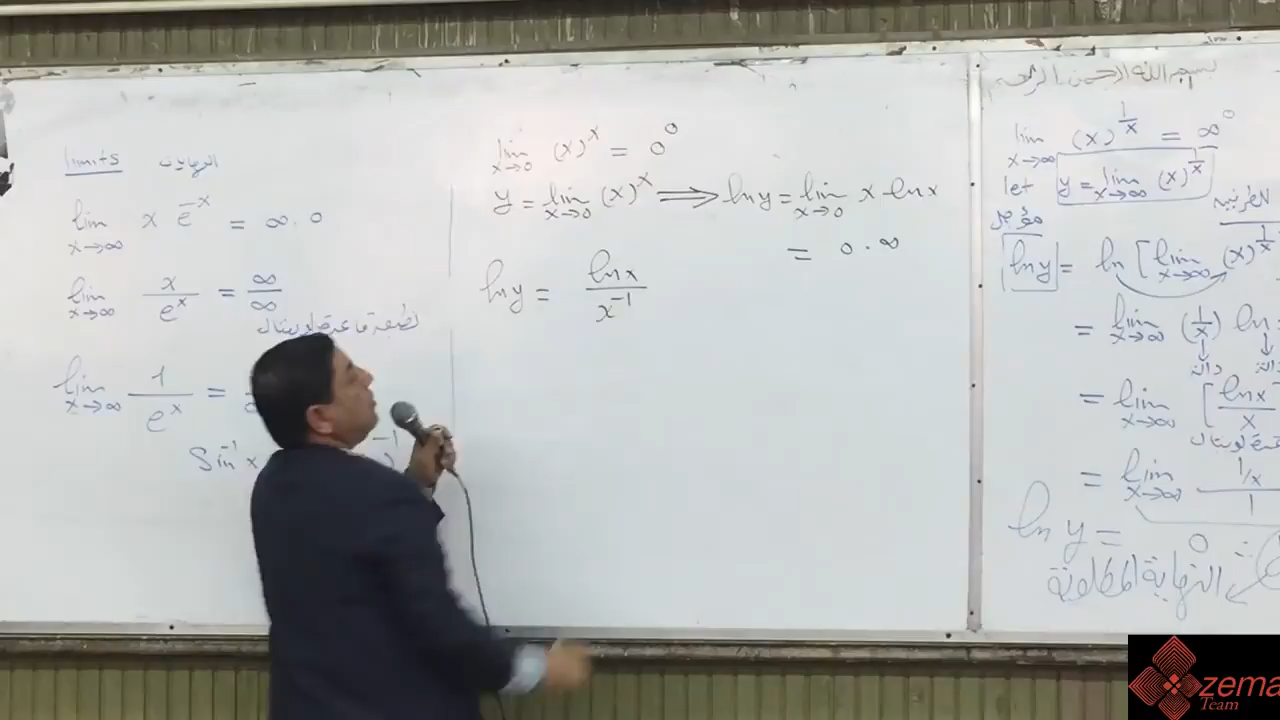 limits النهايات
lim x→∞ x e^-x = ∞ . 0
lim x→∞ x / e^x = ∞ / ∞
lim x→∞ 1 / e^x =
Sin^-1 x
lim x→0 (x)^x = 0^0
y = lim x→0 (x)^x ⟹ ln y = lim x→0 x ln x
= 0 . ∞
ln y = ln x / x^-1
بسم الله الرحمن الرحيم
lim x→∞ (x)^1/x = ∞^0
let y = lim x→∞ (x)^1/x
ln y = ln [ lim x→∞ (x)^1/x
= lim x→∞ (1/x) ln
دالة دالة
= lim x→∞ [ ln x / x
= lim x→∞ 1/x / 1
ln y = 0 ∴
النهاية المطلوبة
zema
Team